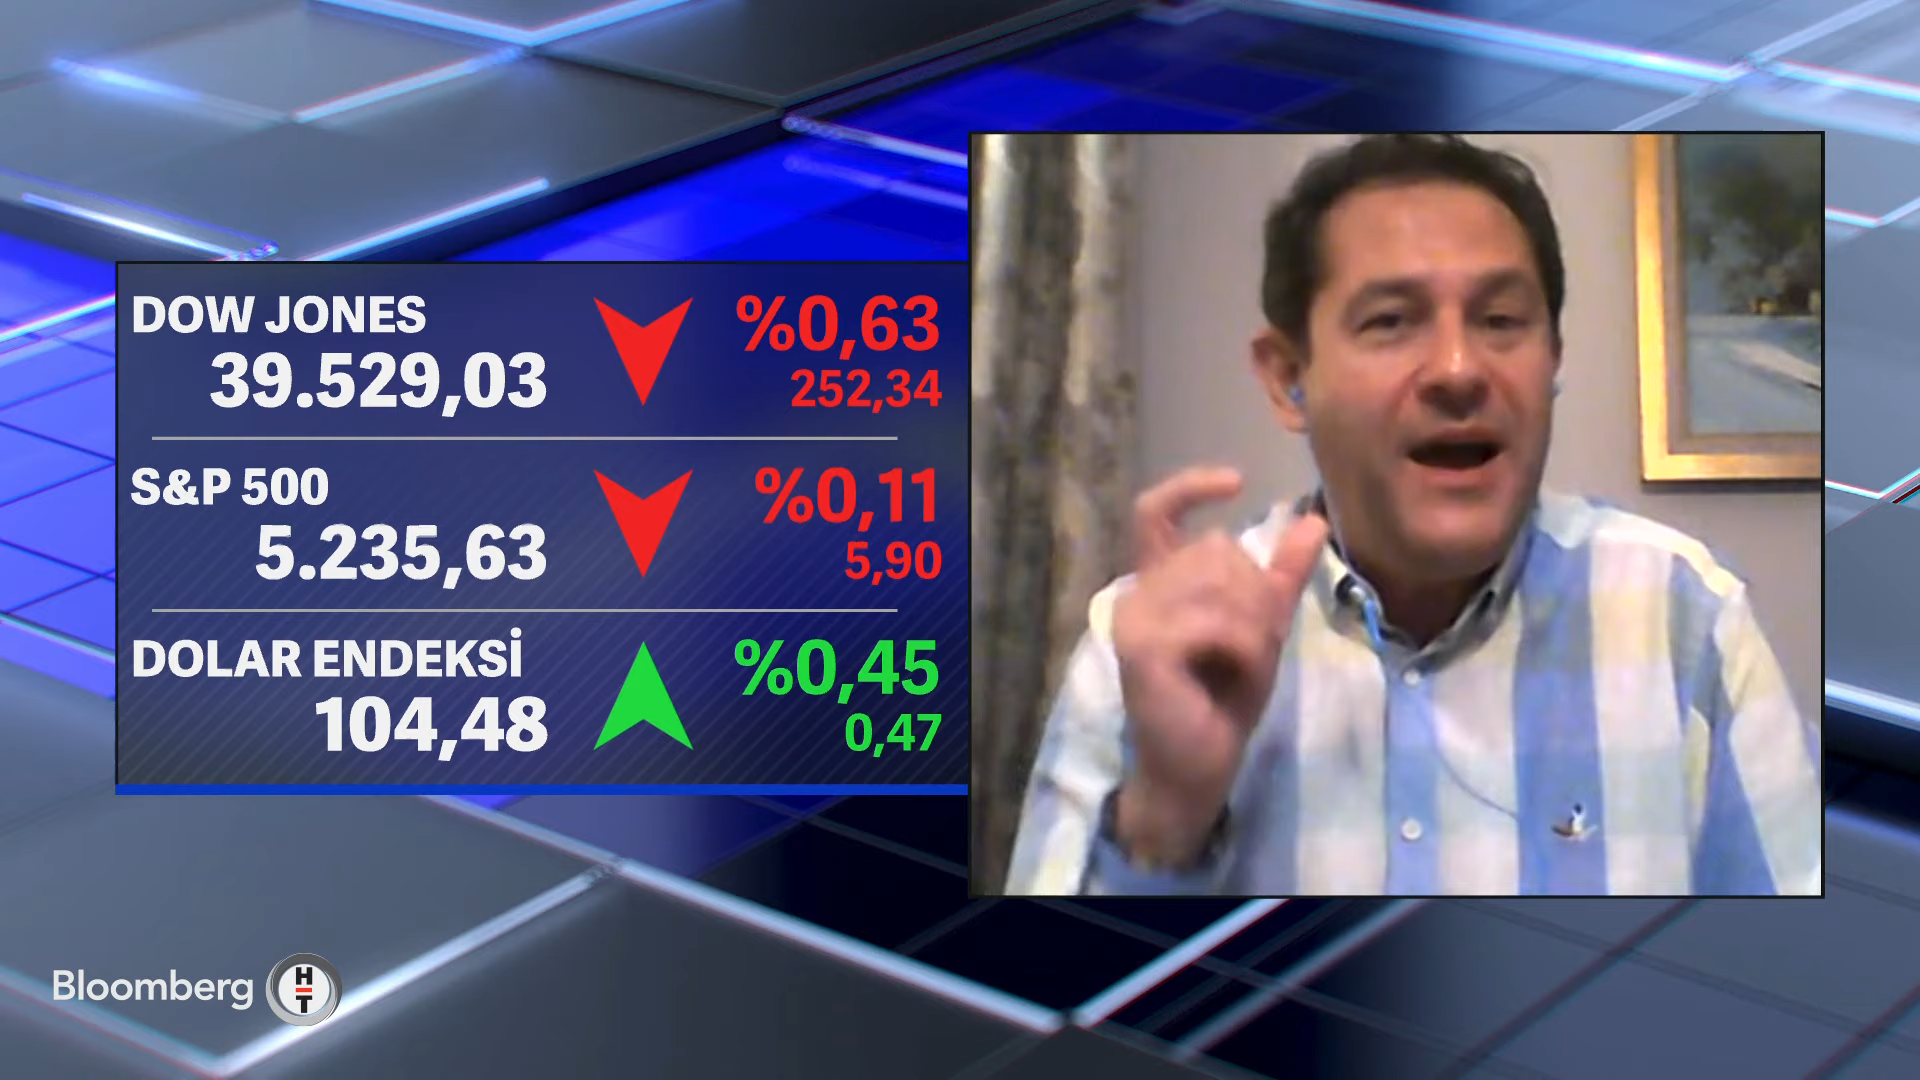 DOW JONES
39.529,03
%0,63
252,34
S&P 500
5.235,63
%0,11
5,90
DOLAR ENDEKSİ
104,48
%0,45
0,47
Bloomberg HT